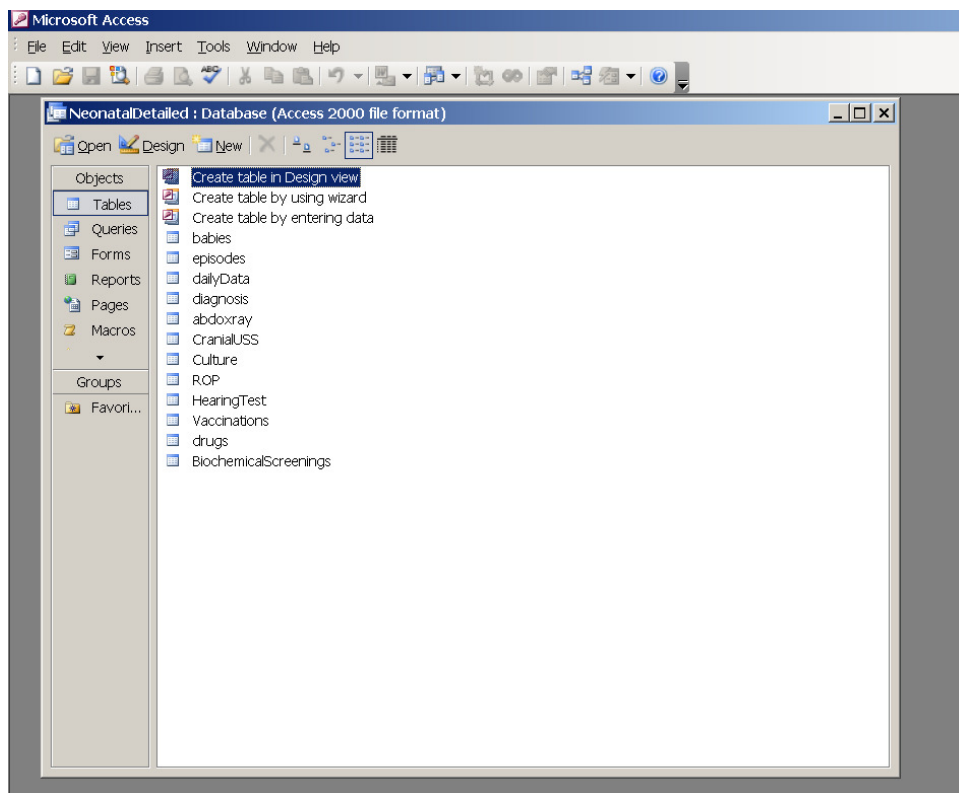 Microsoft Access
File Edit View Insert Tools Window Help
ABC
NeonatalDetailed : Database (Access 2000 file format)
Open Design New
Objects
Tables
Queries
Forms
Reports
Pages
Macros
Groups
Favori...
Create table in Design view
Create table by using wizard
Create table by entering data
babies
episodes
dailyData
diagnosis
abdoxray
CranialUSS
Culture
ROP
HearingTest
Vaccinations
drugs
BiochemicalScreenings